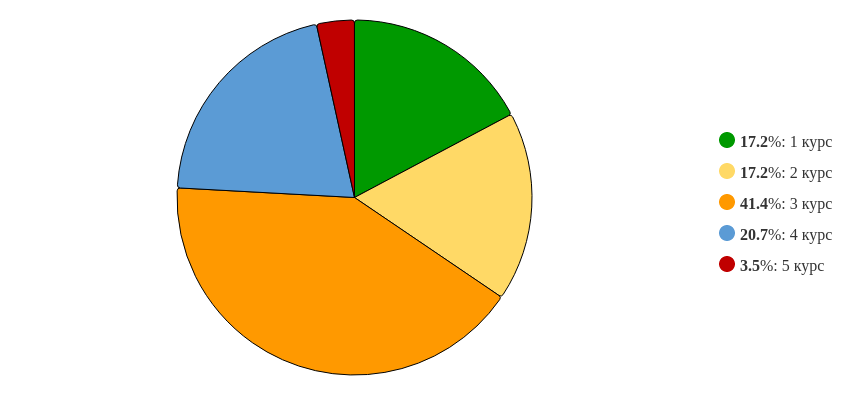 17.2%: 1 курс
17.2%: 2 курс
41.4%: 3 курс
20.7%: 4 курс
3.5%: 5 курс